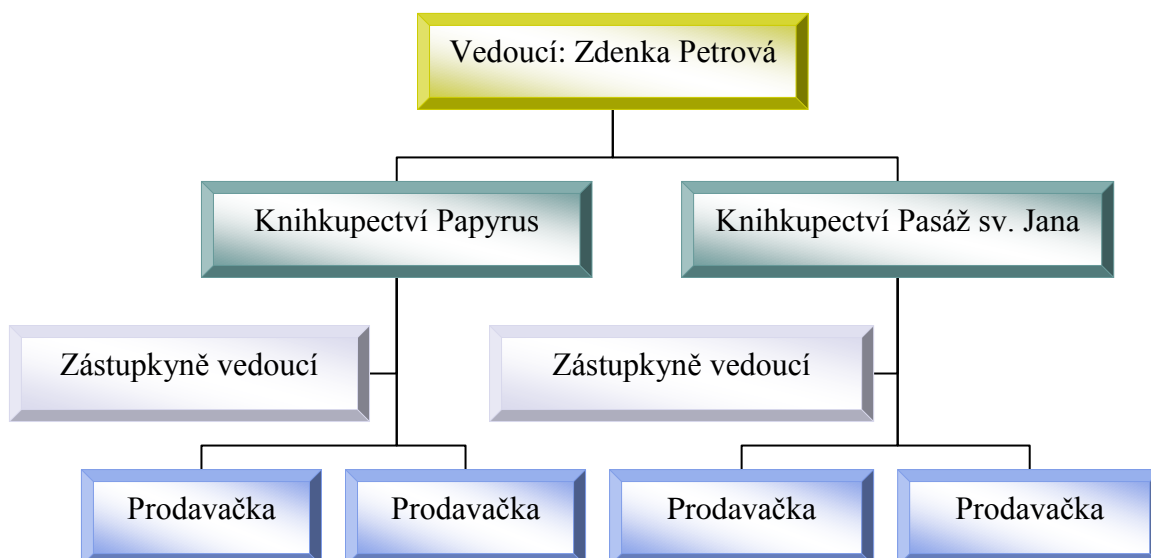 Vedoucí: Zdenka Petrová
Knihkupectví Papyrus
Knihkupectví Pasáž sv. Jana
Zástupkyně vedoucí
Zástupkyně vedoucí
Prodavačka
Prodavačka
Prodavačka
Prodavačka